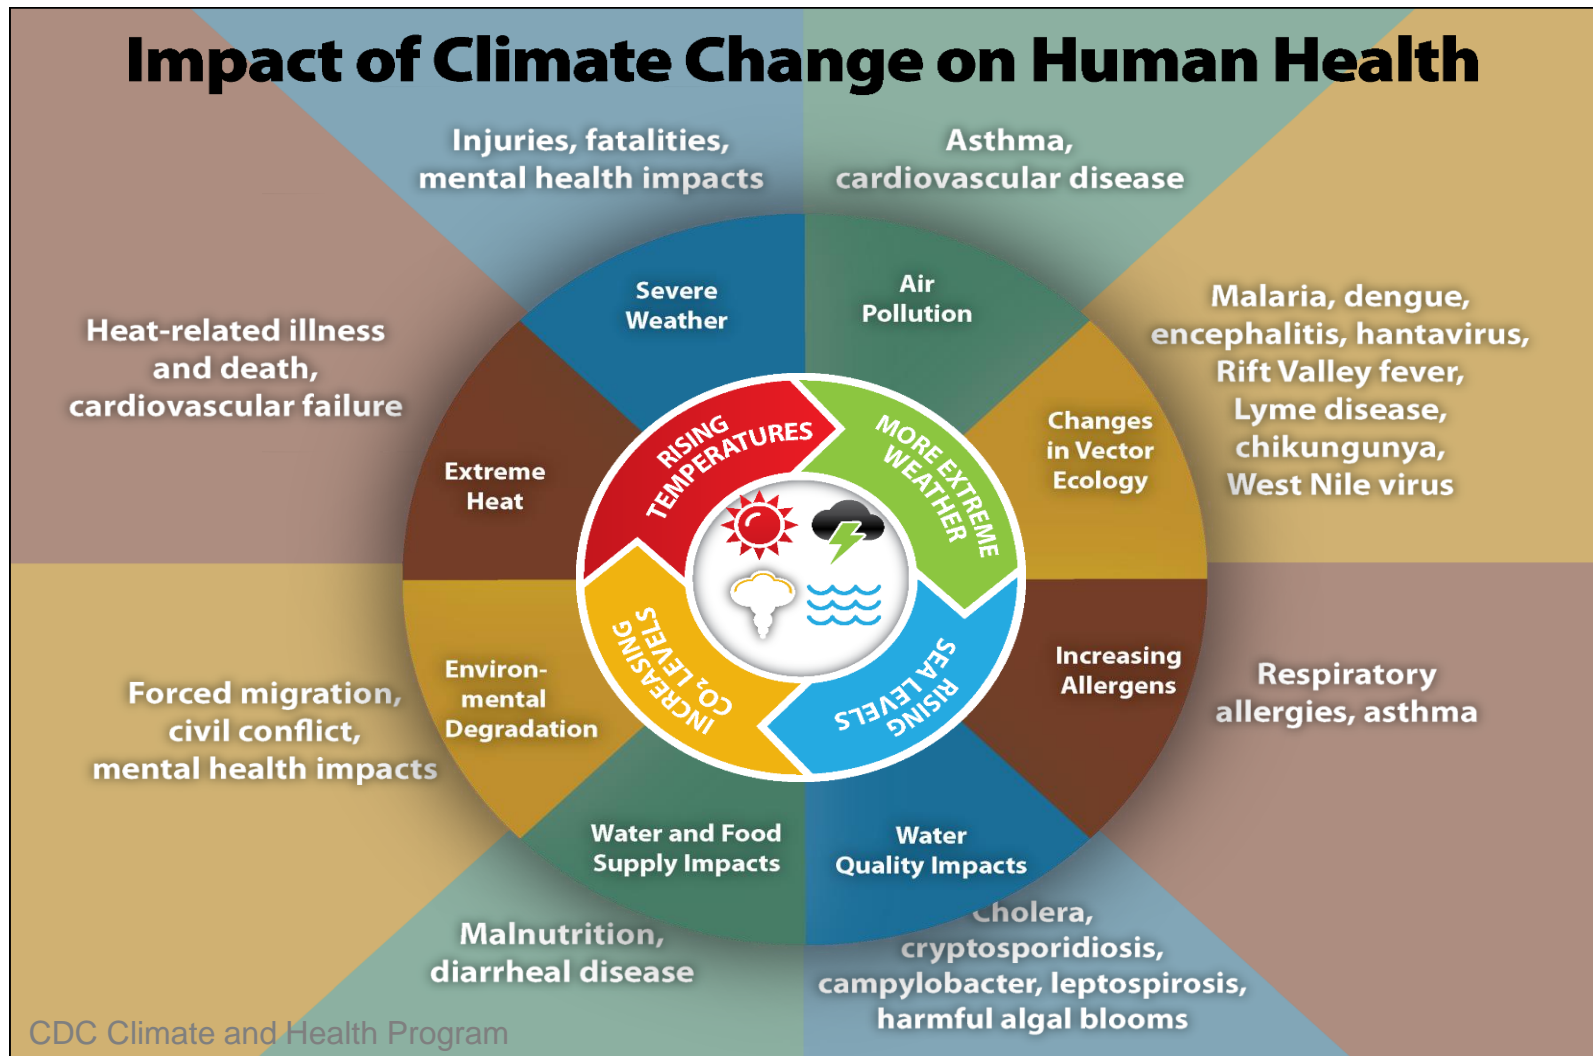 Impact of Climate Change on Human Health
Injuries, fatalities,
mental health impacts
Asthma,
cardiovascular disease
Severe
Weather
Air
Pollution
Malaria, dengue,
encephalitis, hantavirus,
Rift Valley fever,
Lyme disease,
chikungunya,
West Nile virus
Heat-related illness
and death,
cardiovascular failure
Changes
in Vector
Ecology
Extreme
Heat
RISING
TEMPERATURES
MORE EXTREME
WEATHER
INCREASING
CO₂ LEVELS
RISING
SEA LEVELS
Environ-
mental
Degradation
Increasing
Allergens
Forced migration,
civil conflict,
mental health impacts
Respiratory
allergies, asthma
Water and Food
Supply Impacts
Water
Quality Impacts
Malnutrition,
diarrheal disease
Cholera,
cryptosporidiosis,
campylobacter, leptospirosis,
harmful algal blooms
CDC Climate and Health Program